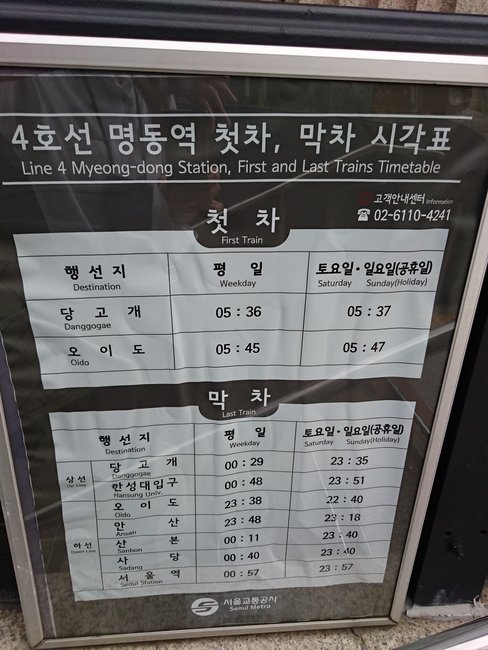 4호선 명동역 첫차, 막차 시각표
Line 4 Myeong-dong Station, First and Last Trains Timetable
고객안내센터 Information
☎ 02-6110-4241
첫 차
First Train
행선지 평 일 토요일·일요일(공휴일)
Destination Weekday Saturday Sunday(Holiday)
당 고 개 05 : 36 05 : 37
Danggogae
오 이 도 05 : 45 05 : 47
Oido
막 차
Last Train
행선지 평 일 토요일·일요일(공휴일)
Destination Weekday Saturday Sunday(Holiday)
상선 당 고 개 00 : 29 23 : 35
Up Line Danggogae
한성대입구 00 : 48 23 : 51
Hansung Univ.
하선 오 이 도 23 : 38 22 : 40
Down Line Oido
안 산 23 : 48 23 : 18
Ansan
산 본 00 : 11 23 : 40
Sanbon
사 당 00 : 40 23 : 40
Sadang
서 울 역 00 : 57 23 : 57
Seoul Station
서울교통공사
Seoul Metro